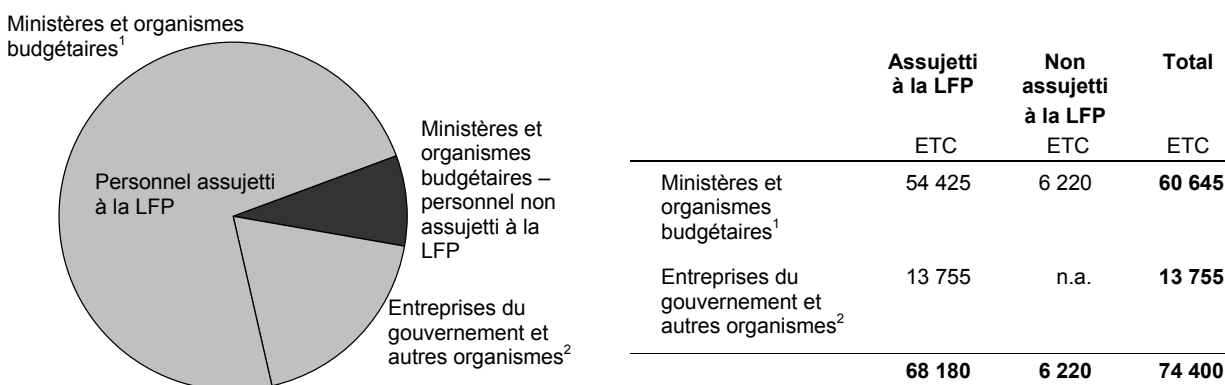 Ministères et organismes
budgétaires1
Personnel assujetti
à la LFP
Ministères et
organismes
budgétaires –
personnel non
assujetti à la
LFP
Entreprises du
gouvernement et
autres organismes2
Assujetti
à la LFP
Non
assujetti
à la LFP
Total
ETC ETC ETC
Ministères et
organismes
budgétaires1
54 425 6 220 60 645
Entreprises du
gouvernement et
autres organismes2
13 755 n.a. 13 755
68 180 6 220 74 400